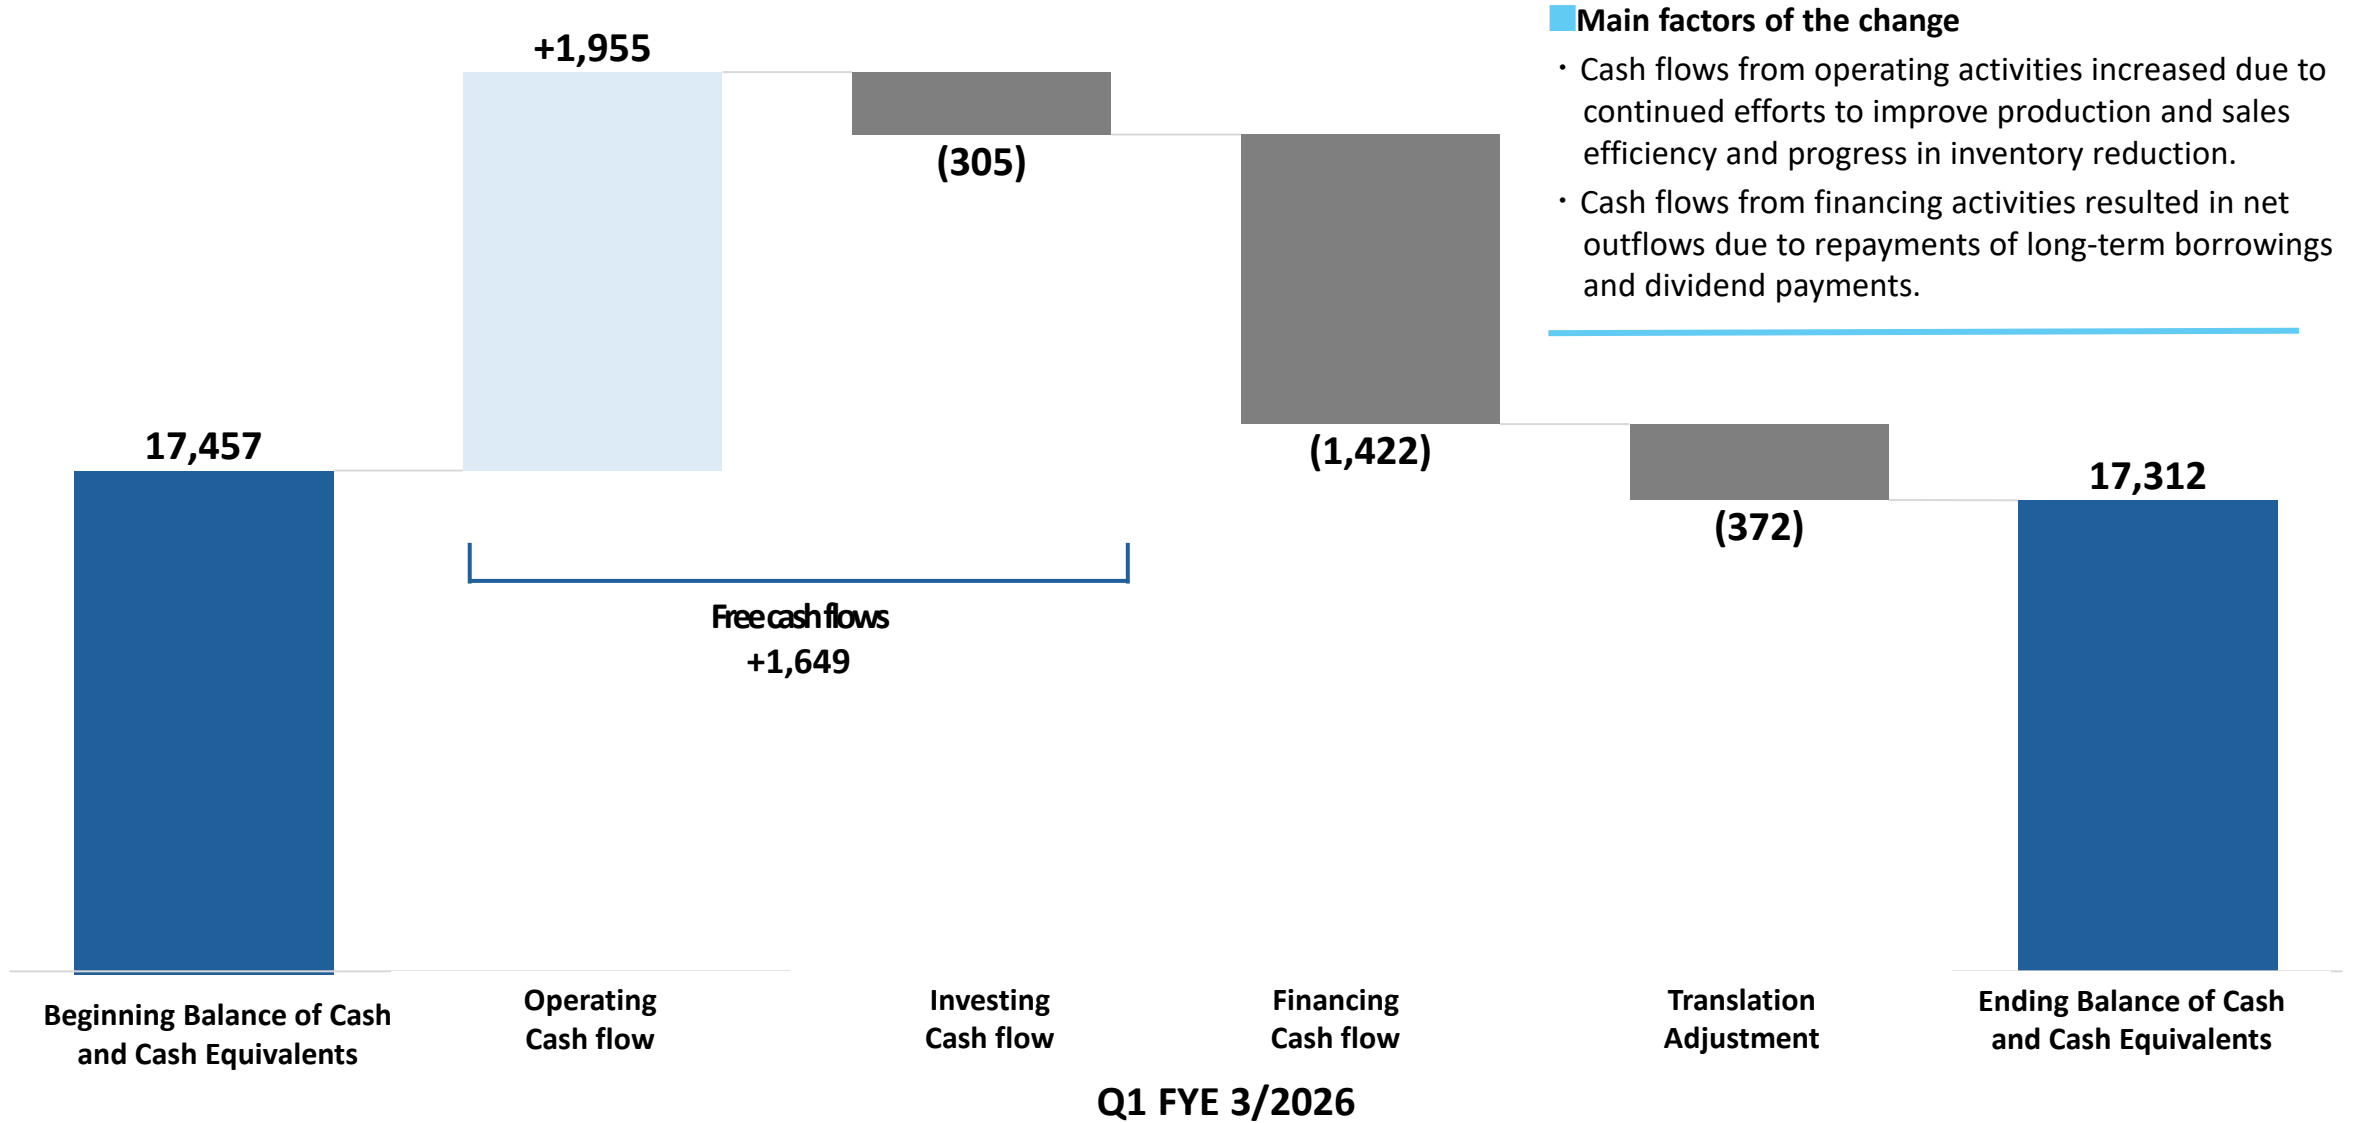 ■Main factors of the change
・Cash flows from operating activities increased due to
continued efforts to improve production and sales
efficiency and progress in inventory reduction.
・Cash flows from financing activities resulted in net
outflows due to repayments of long-term borrowings
and dividend payments.
+1,955
(305)
17,457
(1,422)
17,312
(372)
Free cash flows
+1,649
Beginning Balance of Cash
and Cash Equivalents
Operating
Cash flow
Investing
Cash flow
Financing
Cash flow
Translation
Adjustment
Ending Balance of Cash
and Cash Equivalents
Q1 FYE 3/2026